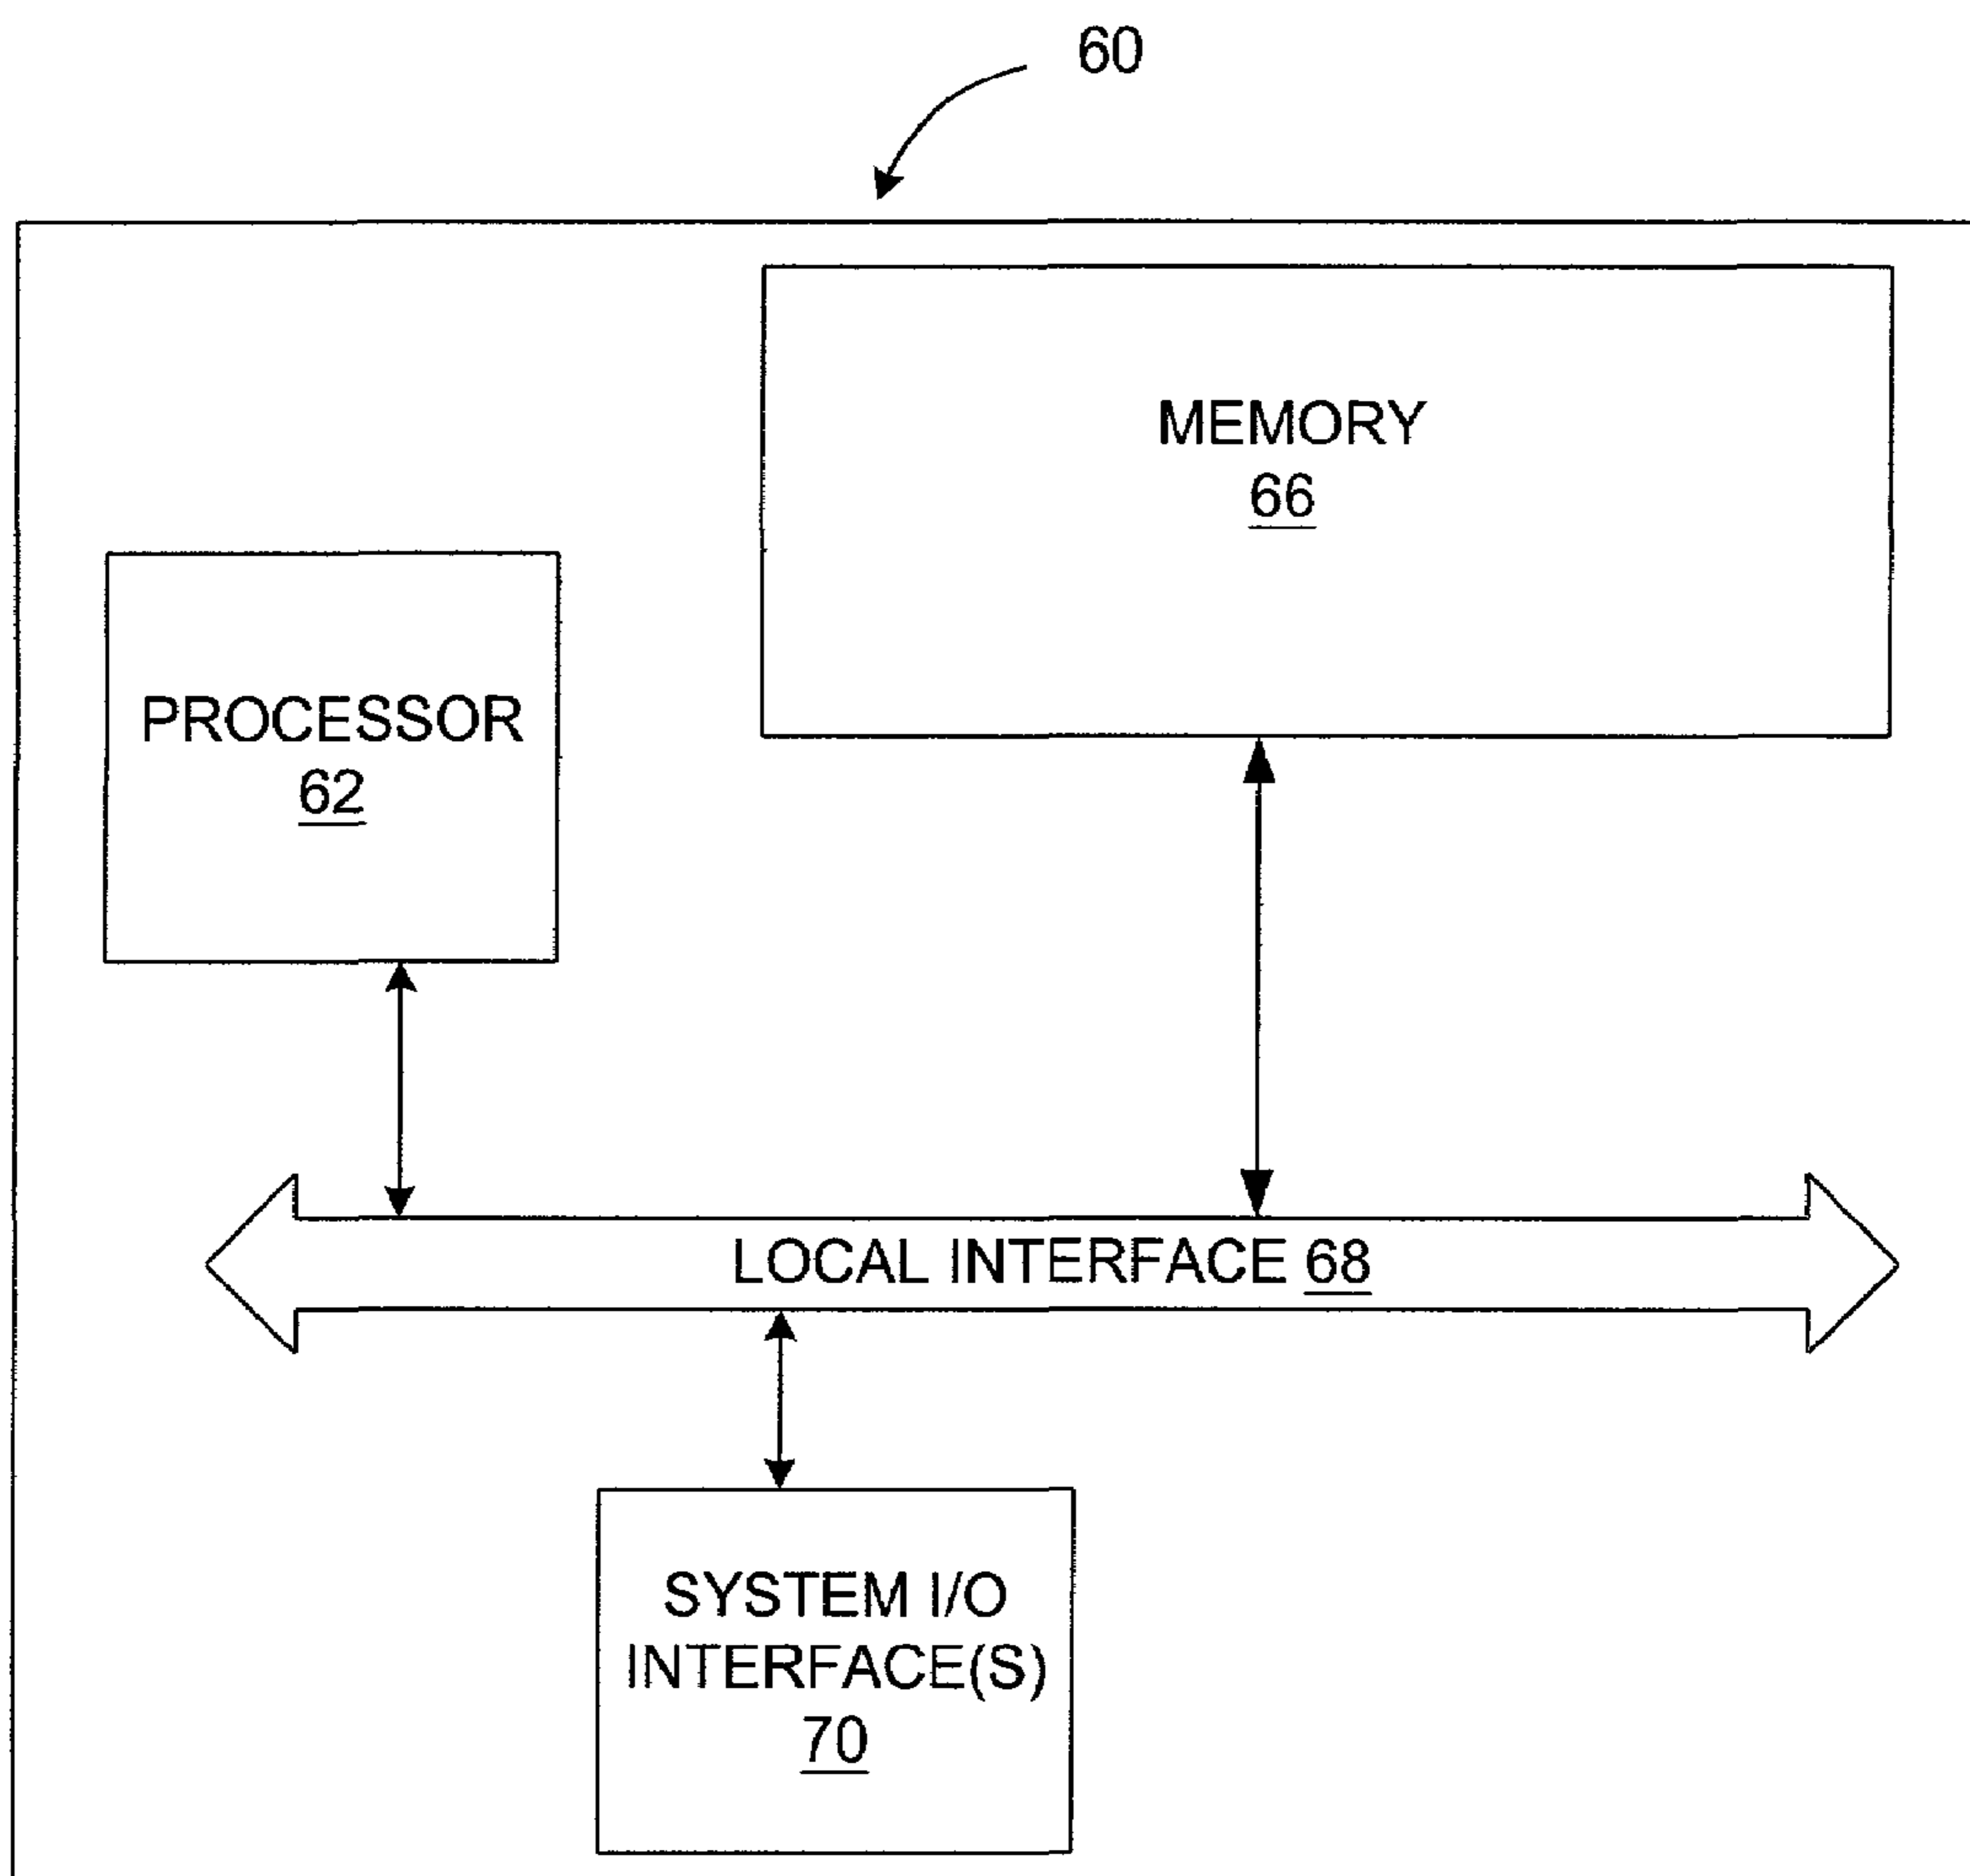 60
MEMORY
66
PROCESSOR
62
LOCAL INTERFACE 68
SYSTEM I/O
INTERFACE(S)
70